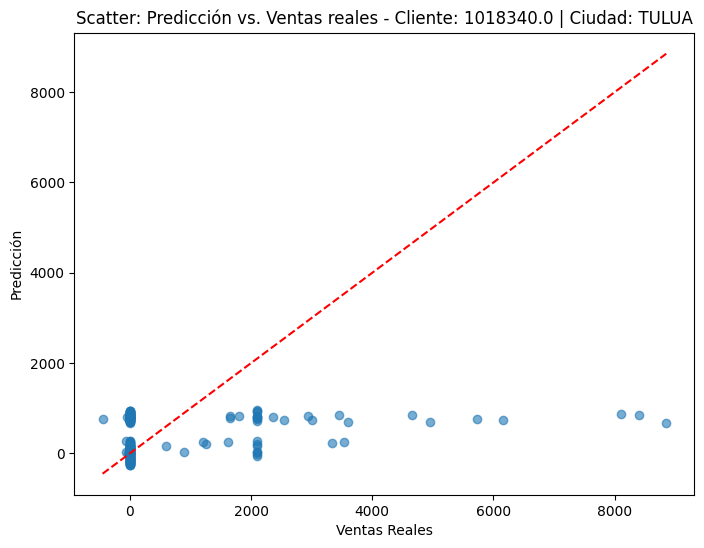 Scatter: Predicción vs. Ventas reales - Cliente: 1018340.0 | Ciudad: TULUA
8000
6000
4000
2000
0
Predicción
0 2000 4000 6000 8000
Ventas Reales